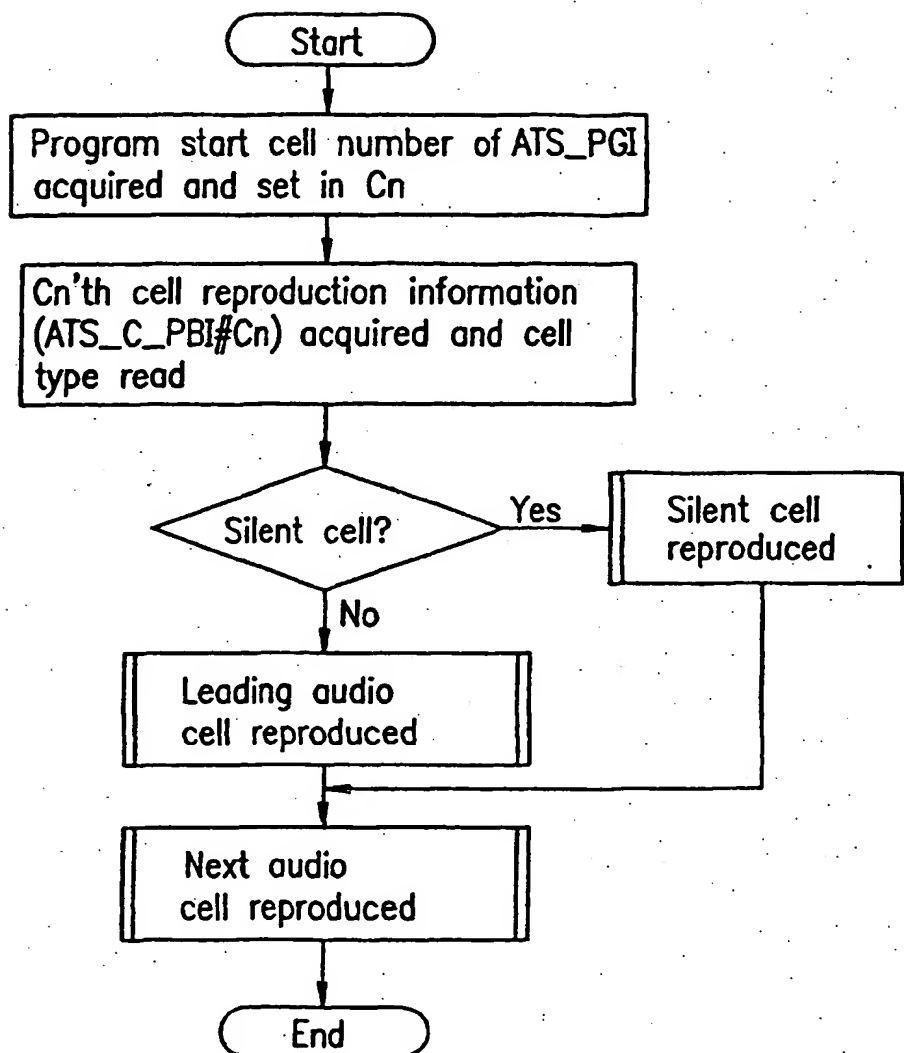 Start
Program start cell number of ATS_PGI
acquired and set in Cn
Cn'th cell reproduction information
(ATS_C_PBI#Cn) acquired and cell
type read
Silent cell?
Yes
Silent cell
reproduced
No
Leading audio
cell reproduced
Next audio
cell reproduced
End